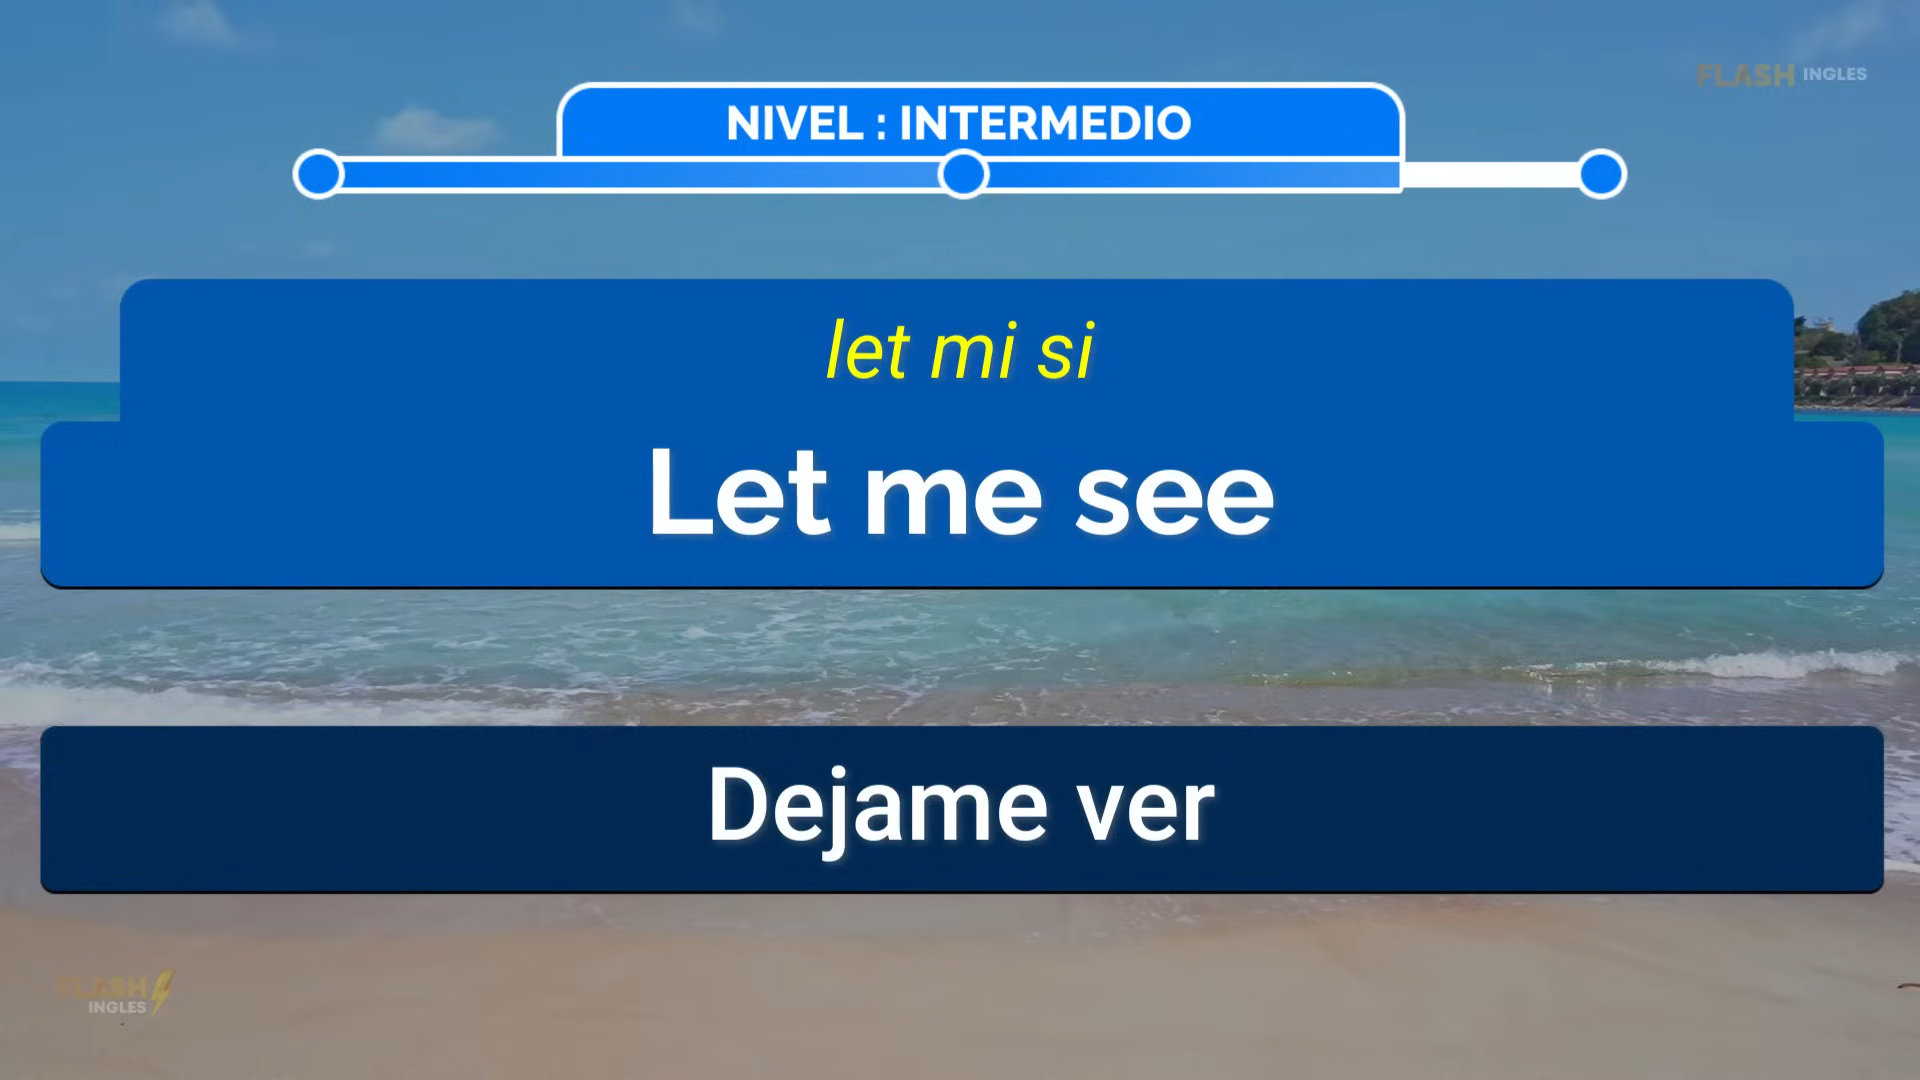 FLASH INGLES
NIVEL : INTERMEDIO
let mi si
Let me see
Dejame ver
FLASH
INGLES